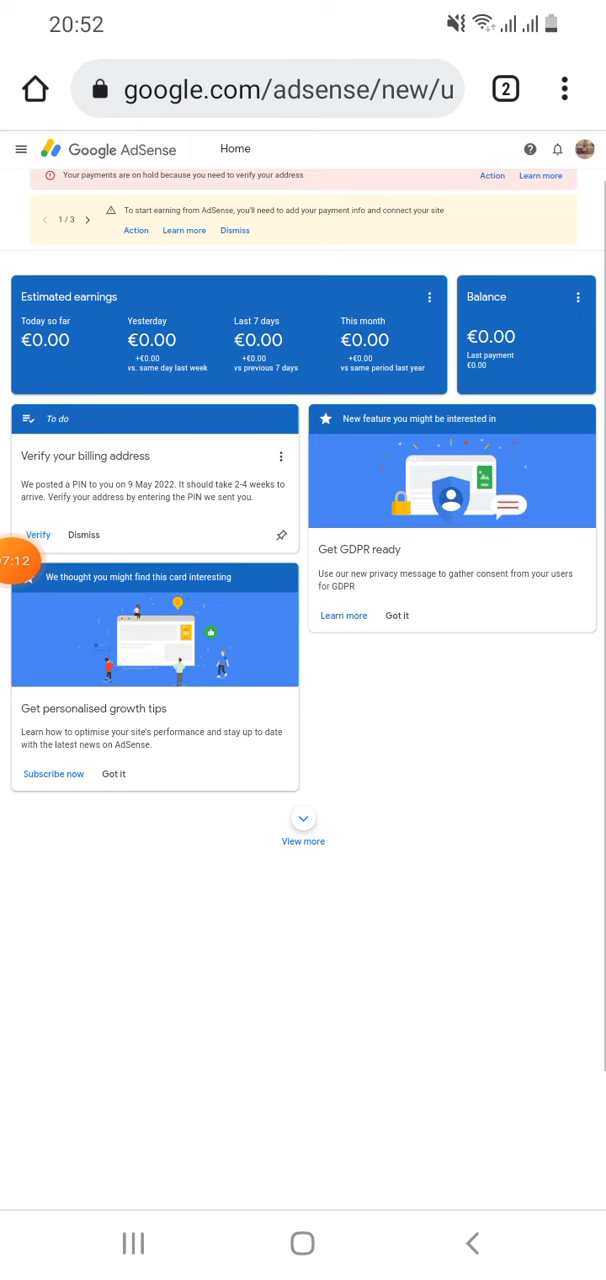 20:52
google.com/adsense/new/u
2
Google AdSense
Home
Your payments are on hold because you need to verify your address
Action Learn more
1 / 3
To start earning from AdSense, you'll need to add your payment info and connect your site
Action Learn more Dismiss
Estimated earnings
Today so far
€0.00
Yesterday
€0.00
+€0.00
vs. same day last week
Last 7 days
€0.00
+€0.00
vs previous 7 days
This month
€0.00
+€0.00
vs same period last year
Balance
€0.00
Last payment
€0.00
To do
Verify your billing address
We posted a PIN to you on 9 May 2022. It should take 2-4 weeks to
arrive. Verify your address by entering the PIN we sent you.
Verify Dismiss
New feature you might be interested in
Get GDPR ready
Use our new privacy message to gather consent from your users
for GDPR
Learn more Got it
07:12
We thought you might find this card interesting
Get personalised growth tips
Learn how to optimise your site's performance and stay up to date
with the latest news on AdSense.
Subscribe now Got it
View more